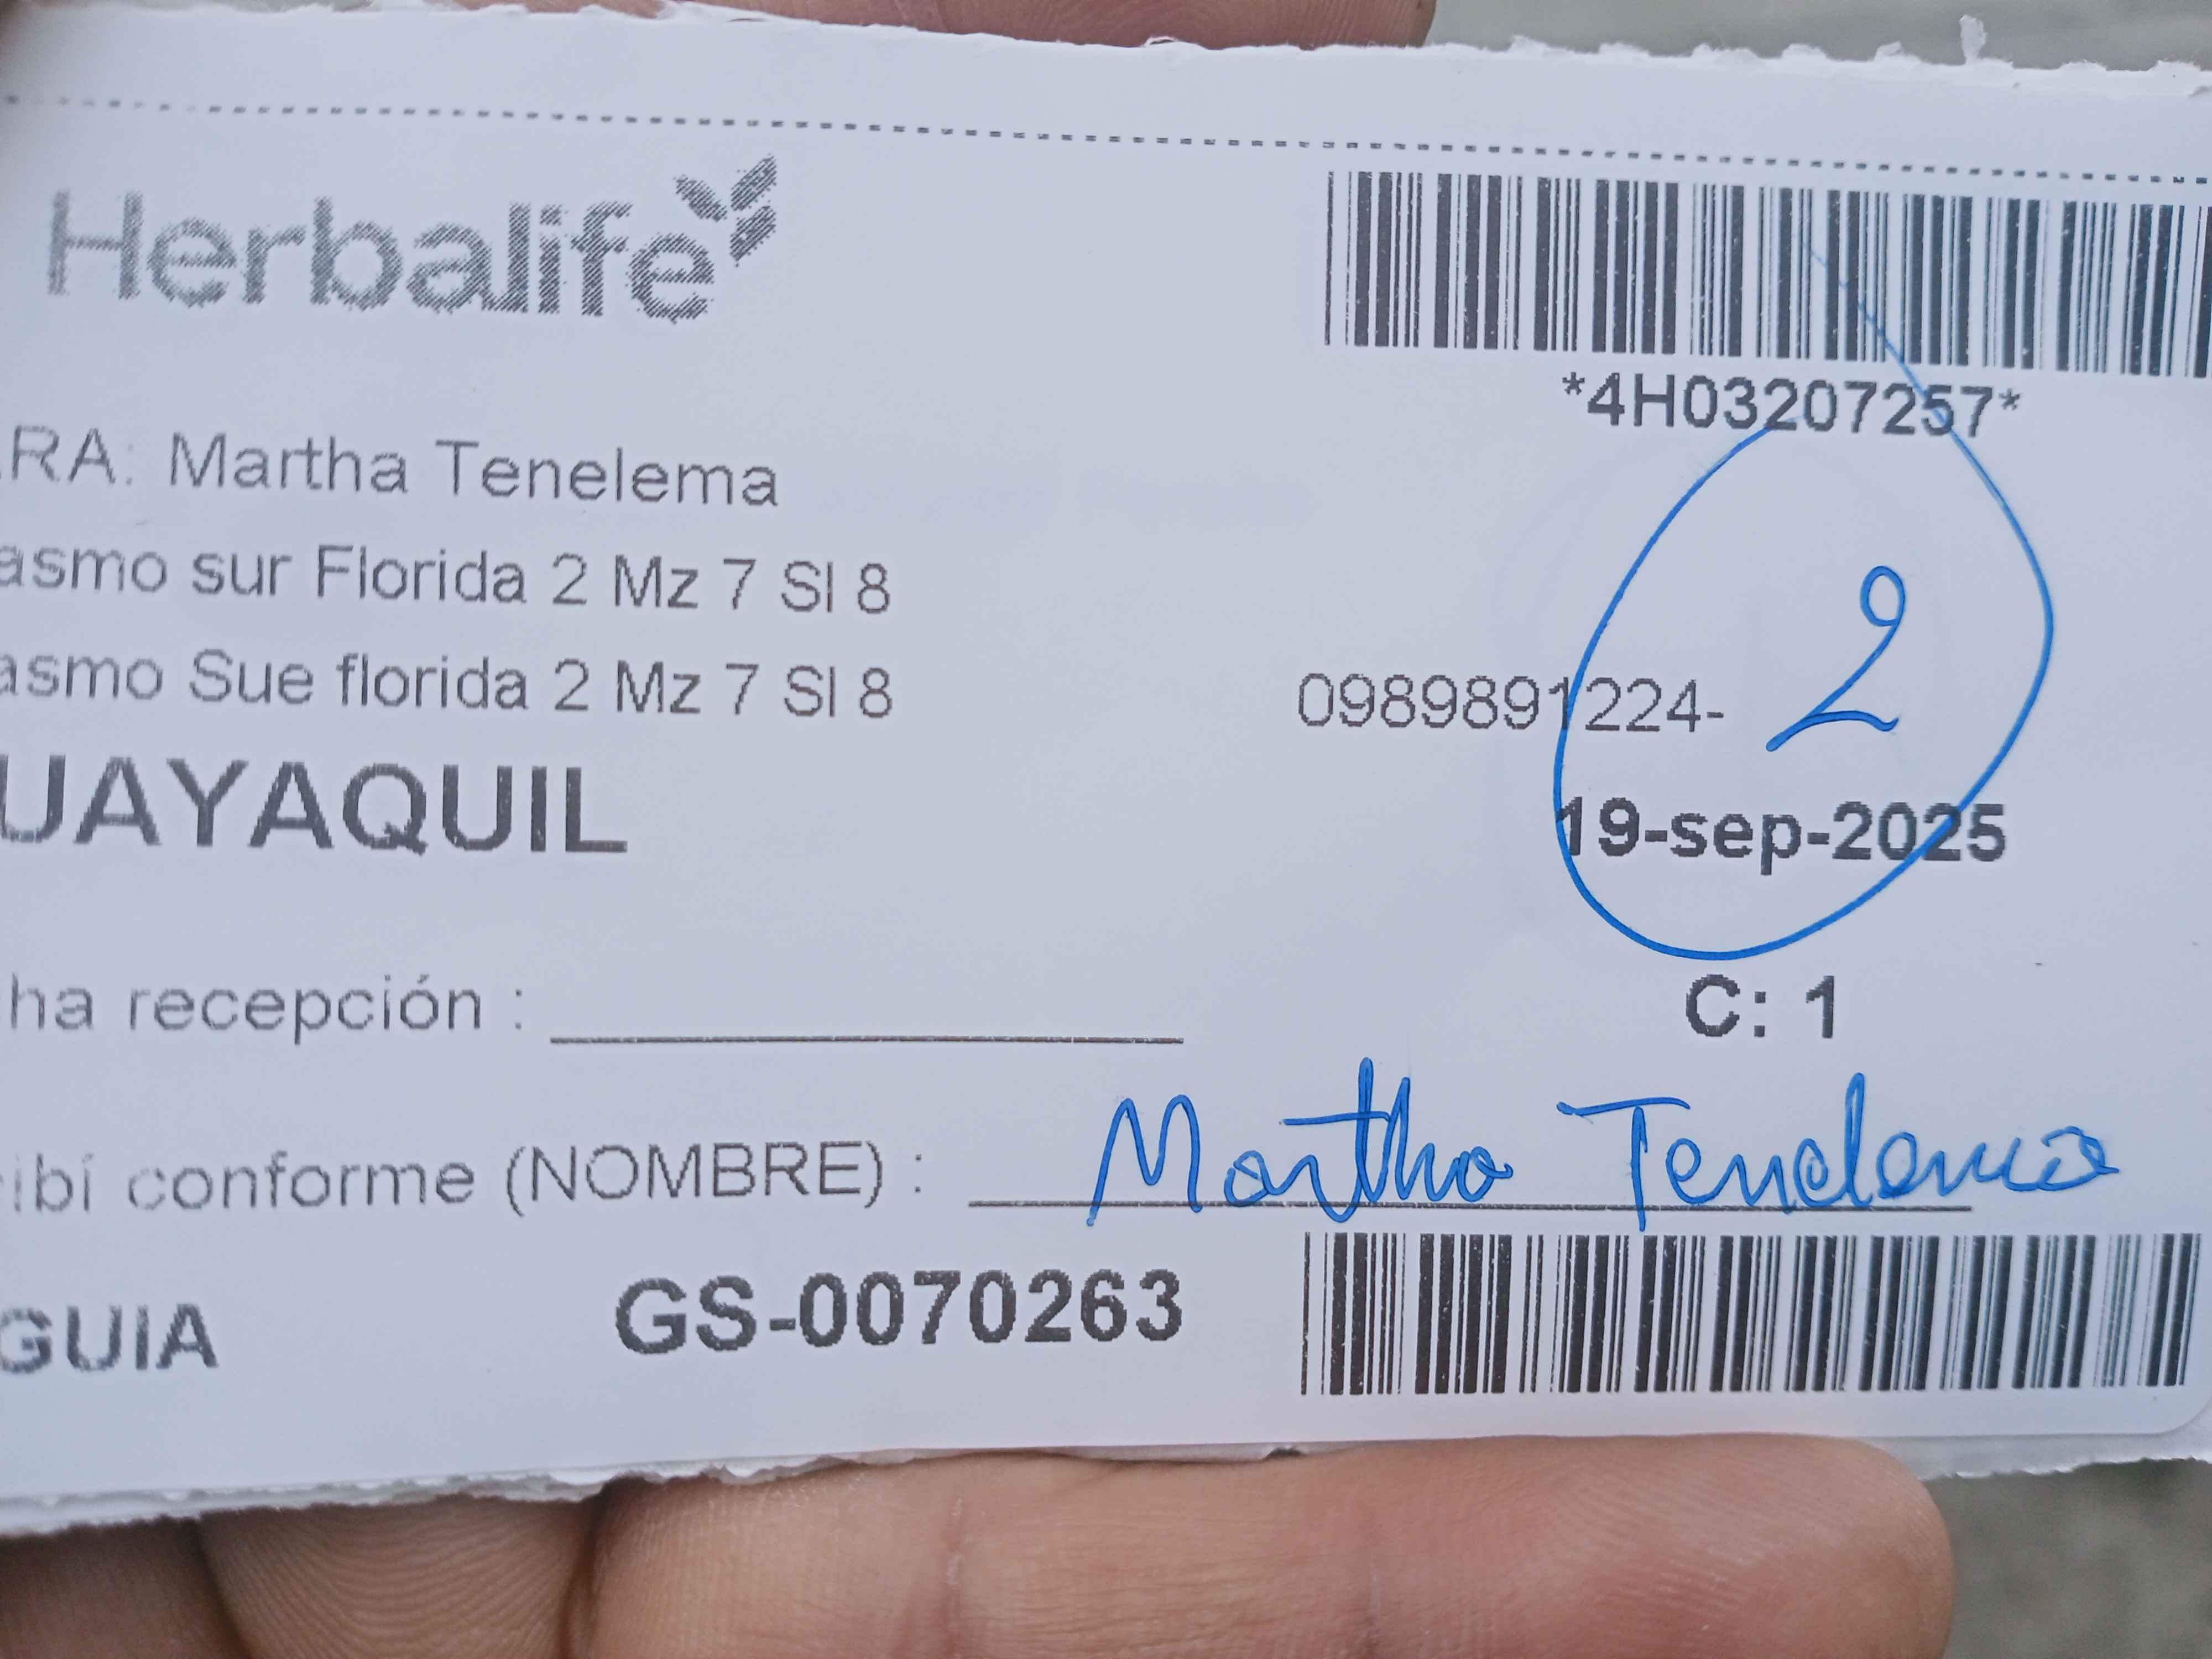 Herbalife
*4H03207257*
RA: Martha Tenelema
asmo sur Florida 2 Mz 7 Sl 8
asmo Sue florida 2 Mz 7 Sl 8
0989891224-
2
UAYAQUIL
19-sep-2025
ha recepción :
C: 1
ibí conforme (NOMBRE) : Martha Tenelema
GUIA GS-0070263